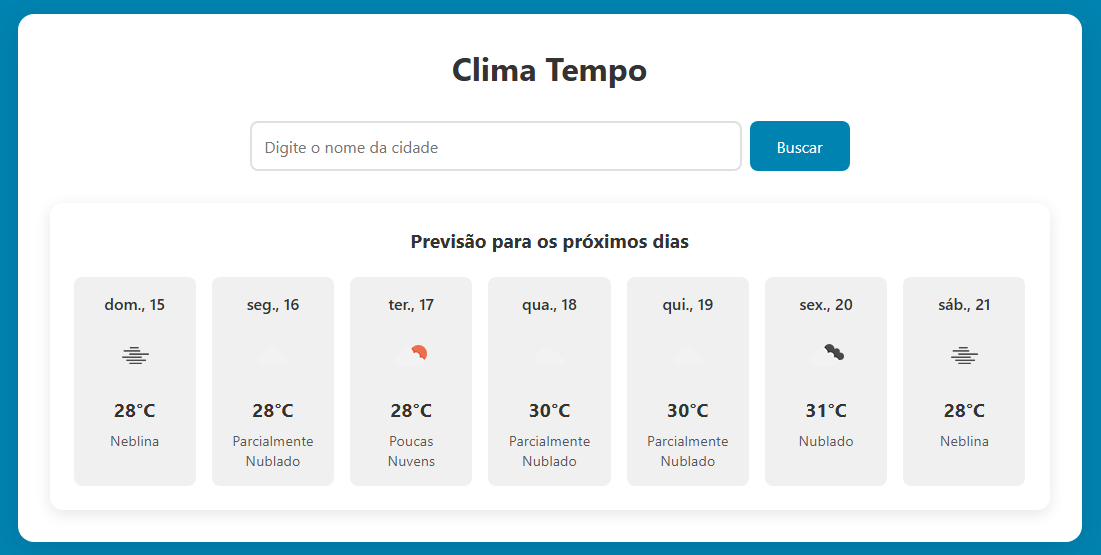 Clima Tempo
Digite o nome da cidade
Buscar
Previsão para os próximos dias
dom., 15
28°C
Neblina
seg., 16
28°C
Parcialmente
Nublado
ter., 17
28°C
Poucas
Nuvens
qua., 18
30°C
Parcialmente
Nublado
qui., 19
30°C
Parcialmente
Nublado
sex., 20
31°C
Nublado
sáb., 21
28°C
Neblina